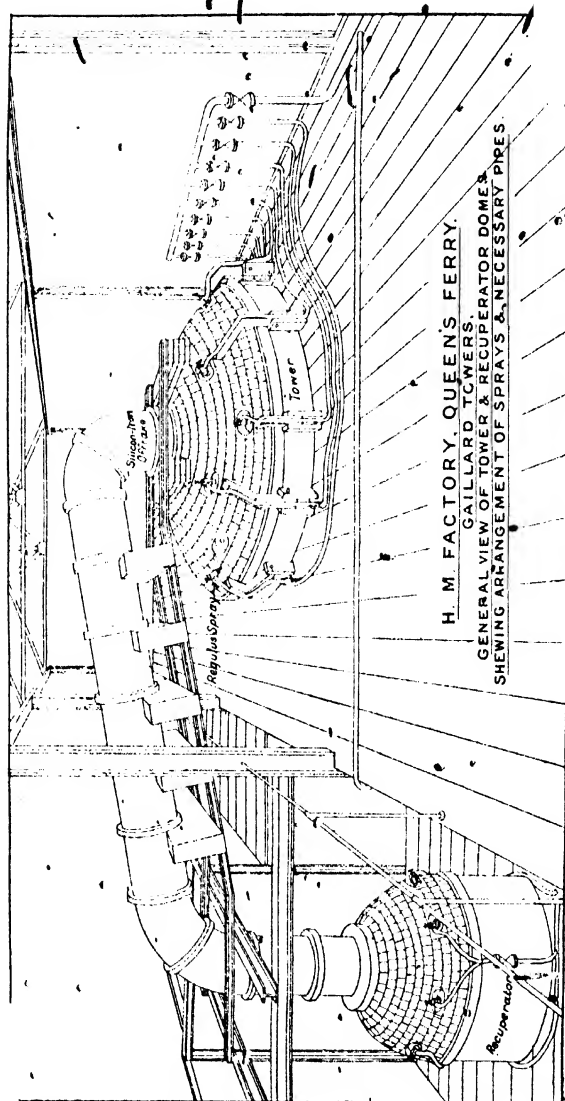 Silicon-Iron
Offtake
Regulus Spray
Tower
Recuperator
H. M. FACTORY, QUEEN'S FERRY.
GAILLARD TOWERS.
GENERAL VIEW OF TOWER & RECUPERATOR DOMES
SHEWING ARRANGEMENT OF SPRAYS & NECESSARY PIPES.